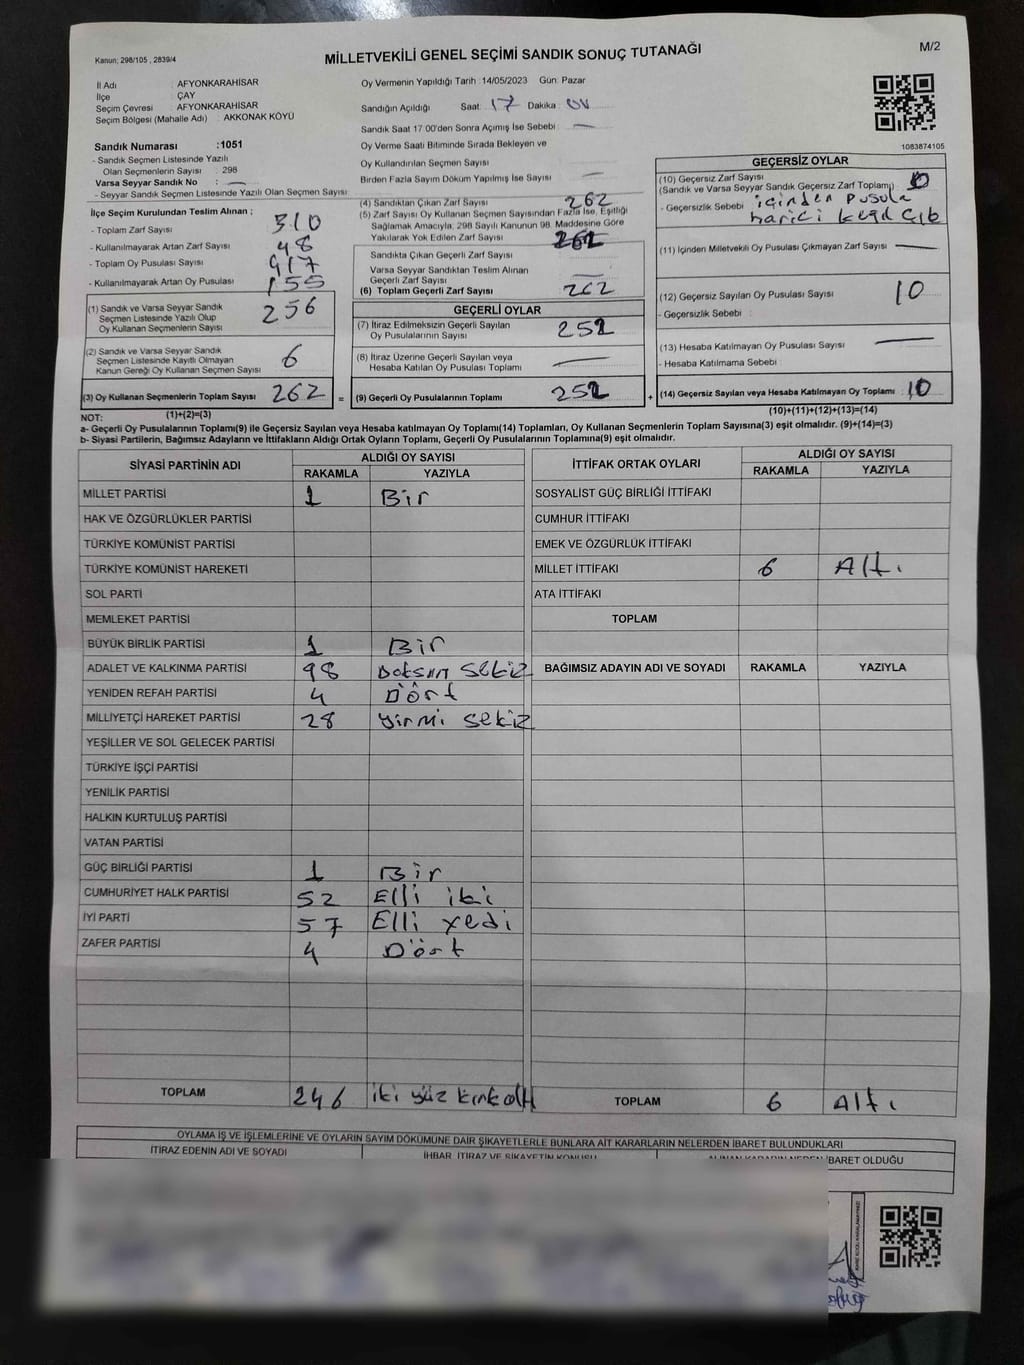 Kanun: 298/105 , 2839/4
MİLLETVEKİLİ GENEL SEÇİMİ SANDIK SONUÇ TUTANAĞI
M/2
İl Adı : AFYONKARAHİSAR
İlçe : ÇAY
Seçim Çevresi : AFYONKARAHİSAR
Seçim Bölgesi (Mahalle Adı) : AKKONAK KÖYÜ
Sandık Numarası :1051
- Sandık Seçmen Listesinde Yazılı
Olan Seçmenlerin Sayısı : 298
Varsa Seyyar Sandık No : —
- Seyyar Sandık Seçmen Listesinde Yazılı Olan Seçmen Sayısı:
İlçe Seçim Kurulundan Teslim Alınan ;
- Toplam Zarf Sayısı 310
- Kullanılmayarak Artan Zarf Sayısı 48
- Toplam Oy Pusulası Sayısı 417
- Kullanılmayarak Artan Oy Pusulası 155
(1) Sandık ve Varsa Seyyar Sandık
Seçmen Listesinde Yazılı Olup
Oy Kullanan Seçmenlerin Sayısı 256
(2) Sandık ve Varsa Seyyar Sandık
Seçmen Listesinde Kayıtlı Olmayan
Kanun Gereği Oy Kullanan Seçmen Sayısı 6
(3) Oy Kullanan Seçmenlerin Toplam Sayısı 262 =
(1)+(2)=(3)
Oy Vermenin Yapıldığı Tarih : 14/05/2023 Gün: Pazar
Sandığın Açıldığı Saat: 17 Dakika :
Sandık Saat 17.00'den Sonra Açılmış İse Sebebi : —
Oy Verme Saati Bitiminde Sırada Bekleyen ve
Oy Kullandırılan Seçmen Sayısı : —
Birden Fazla Sayım Döküm Yapılmış İse Sayısı : —
(4) Sandıktan Çıkan Zarf Sayısı 262
(5) Zarf Sayısı Oy Kullanan Seçmen Sayısından Fazla İse, Eşitliği
Sağlamak Amacıyla, 298 Sayılı Kanunun 98. Maddesine Göre
Yakılarak Yok Edilen Zarf Sayısı
Sandıkta Çıkan Geçerli Zarf Sayısı
Varsa Seyyar Sandıktan Teslim Alınan
Geçerli Zarf Sayısı —
(6) Toplam Geçerli Zarf Sayısı 262
GEÇERLİ OYLAR
(7) İtiraz Edilmeksizin Geçerli Sayılan
Oy Pusulalarının Sayısı 252
(8) İtiraz Üzerine Geçerli Sayılan veya
Hesaba Katılan Oy Pusulası Toplamı —
(9) Geçerli Oy Pusulalarının Toplamı 252 +
1083874105
GEÇERSİZ OYLAR
(10) Geçersiz Zarf Sayısı
(Sandık ve Varsa Seyyar Sandık Geçersiz Zarf Toplamı)
- Geçersizlik Sebebi : içinden Pusula
harici
(11) İçinden Milletvekili Oy Pusulası Çıkmayan Zarf Sayısı —
(12) Geçersiz Sayılan Oy Pusulası Sayısı 10
- Geçersizlik Sebebi :
(13) Hesaba Katılmayan Oy Pusulası Sayısı —
- Hesaba Katılmama Sebebi :
(14) Geçersiz Sayılan veya Hesaba Katılmayan Oy Toplamı 10
(10)+(11)+(12)+(13)=(14)
NOT:
a- Geçerli Oy Pusulalarının Toplamı(9) ile Geçersiz Sayılan veya Hesaba katılmayan Oy Toplamı(14) Toplamları, Oy Kullanan Seçmenlerin Toplam Sayısına(3) eşit olmalıdır. (9)+(14)=(3)
b- Siyasi Partilerin, Bağımsız Adayların ve İttifakların Aldığı Ortak Oyların Toplamı, Geçerli Oy Pusulalarının Toplamına(9) eşit olmalıdır.
SİYASİ PARTİNİN ADI ALDIĞI OY SAYISI
RAKAMLA YAZIYLA
MİLLET PARTİSİ 1 Bir
HAK VE ÖZGÜRLÜKLER PARTİSİ
TÜRKİYE KOMÜNİST PARTİSİ
TÜRKİYE KOMÜNİST HAREKETİ
SOL PARTİ
MEMLEKET PARTİSİ
BÜYÜK BİRLİK PARTİSİ 1 Bir
ADALET VE KALKINMA PARTİSİ 98 Doksan sekiz
YENİDEN REFAH PARTİSİ 4 Dört
MİLLİYETÇİ HAREKET PARTİSİ 28 yirmi sekiz
YEŞİLLER VE SOL GELECEK PARTİSİ
TÜRKİYE İŞÇİ PARTİSİ
YENİLİK PARTİSİ
HALKIN KURTULUŞ PARTİSİ
VATAN PARTİSİ
GÜÇ BİRLİĞİ PARTİSİ 1 Bir
CUMHURİYET HALK PARTİSİ 52 Elli iki
İYİ PARTİ 57 Elli yedi
ZAFER PARTİSİ 4 Dört
TOPLAM 246 iki yüz kırk altı
İTTİFAK ORTAK OYLARI ALDIĞI OY SAYISI
RAKAMLA YAZIYLA
SOSYALİST GÜÇ BİRLİĞİ İTTİFAKI
CUMHUR İTTİFAKI
EMEK VE ÖZGÜRLÜK İTTİFAKI
MİLLET İTTİFAKI 6 Altı
ATA İTTİFAKI
TOPLAM
BAĞIMSIZ ADAYIN ADI VE SOYADI RAKAMLA YAZIYLA
TOPLAM 6 Altı
OYLAMA İŞ VE İŞLEMLERİNE VE OYLARIN SAYIM DÖKÜMÜNE DAİR ŞİKAYETLERLE BUNLARA AİT KARARLARIN NELERDEN İBARET BULUNDUKLARI
İTİRAZ EDENİN ADI VE SOYADI İHBAR, İTİRAZ VE ŞİKAYETİN KONUSU ALINAN KARARIN NEDEN İBARET OLDUĞU